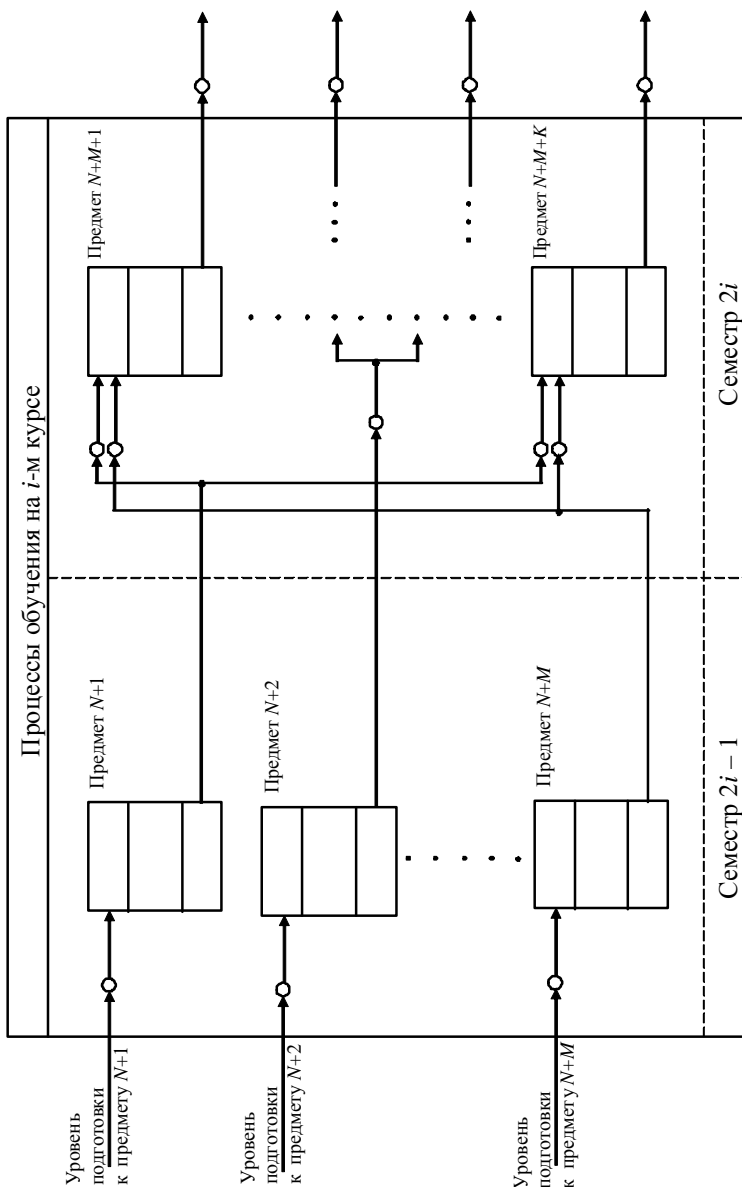 Процессы обучения на i-м курсе
Уровень
подготовки
к предмету N+1
Уровень
подготовки
к предмету N+2
Уровень
подготовки
к предмету N+M
Предмет N+1
Предмет N+2
Предмет N+M
Предмет N+M+1
Предмет N+M+K
Семестр 2i – 1
Семестр 2i